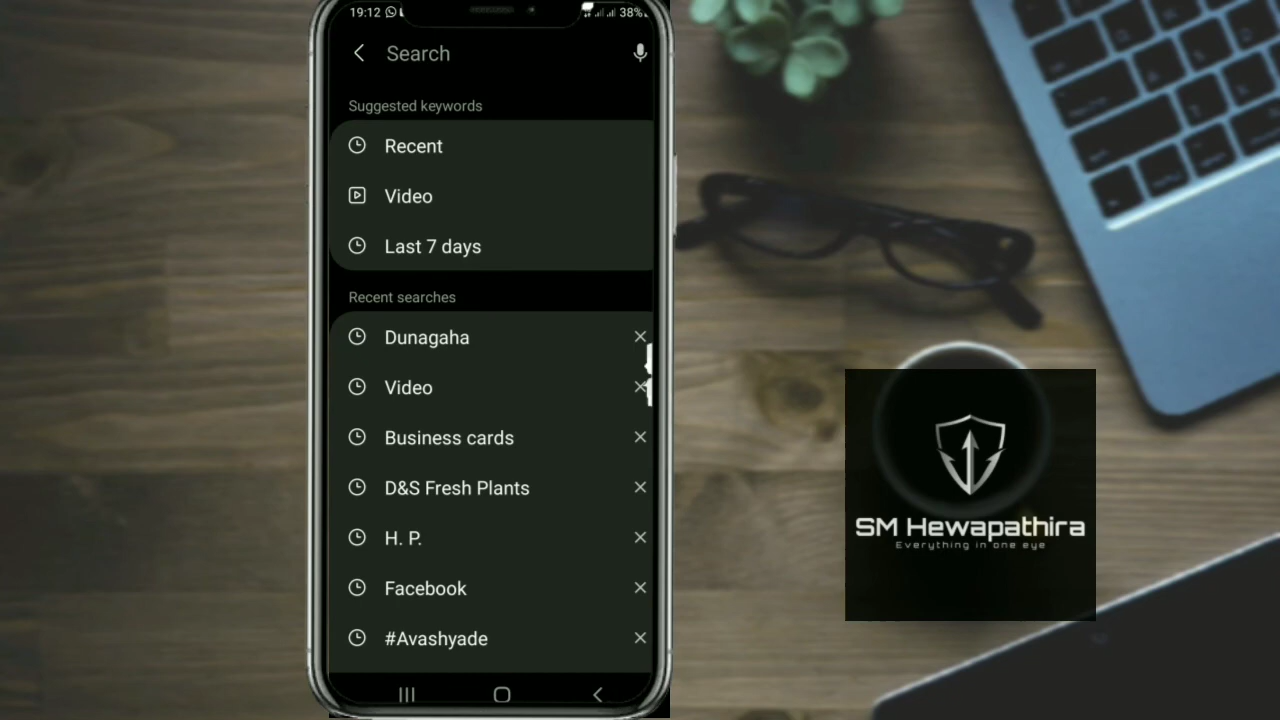 19:12
38%
Search
Suggested keywords
Recent
Video
Last 7 days
Recent searches
Dunagaha
Video
Business cards
D&S Fresh Plants
H. P.
Facebook
#Avashyade
SM Hewapathira
Everything in one eye